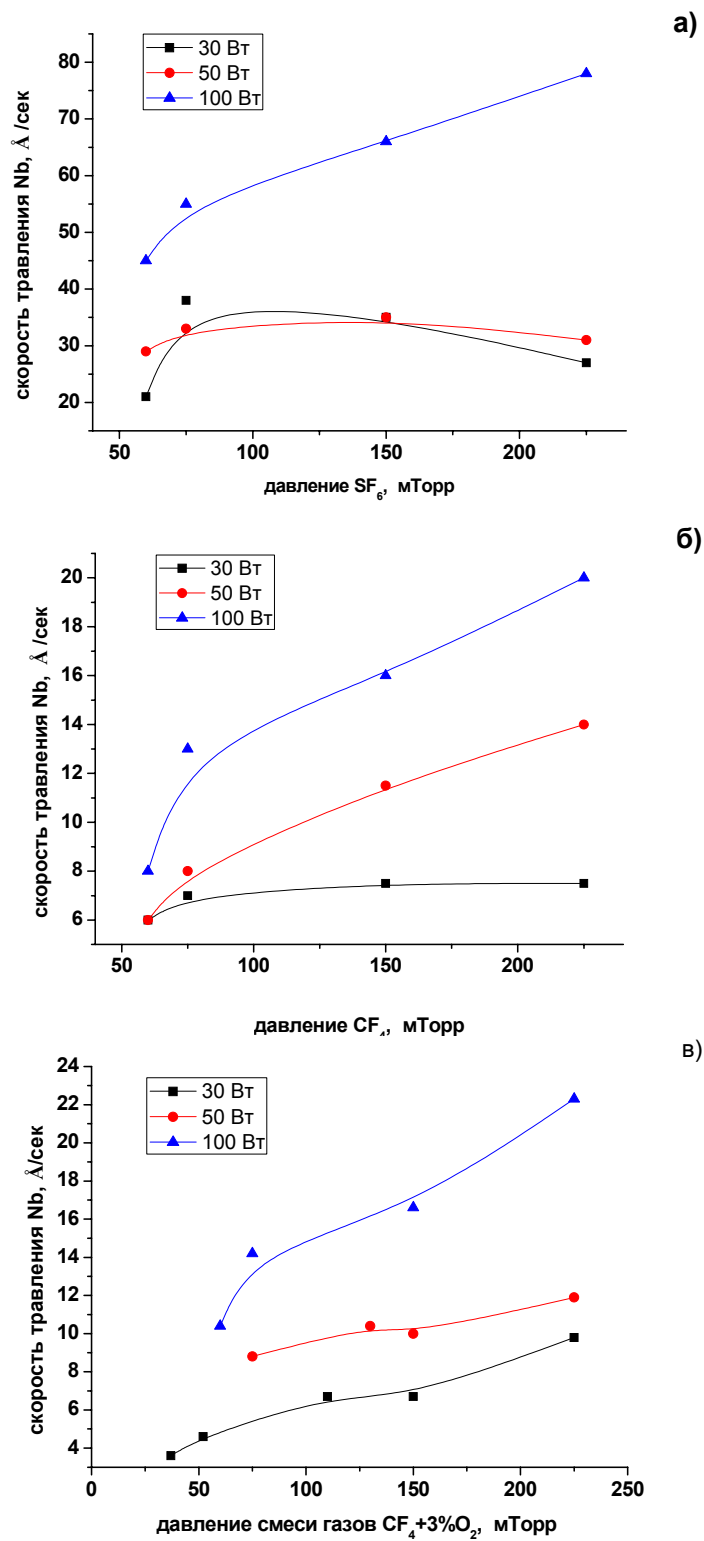 а)
30 Вт
50 Вт
100 Вт
80
70
60
50
40
30
20
скорость травления Nb, Å /сек
50
100
150
200
давление SF₆, мТорр
б)
30 Вт
50 Вт
100 Вт
20
18
16
14
12
10
8
6
скорость травления Nb, Å /сек
50
100
150
200
давление CF₄, мТорр
в)
30 Вт
50 Вт
100 Вт
24
22
20
18
16
14
12
10
8
6
4
скорость травления Nb, Å/сек
0
50
100
150
200
250
давление смеси газов CF₄+3%O₂, мТорр